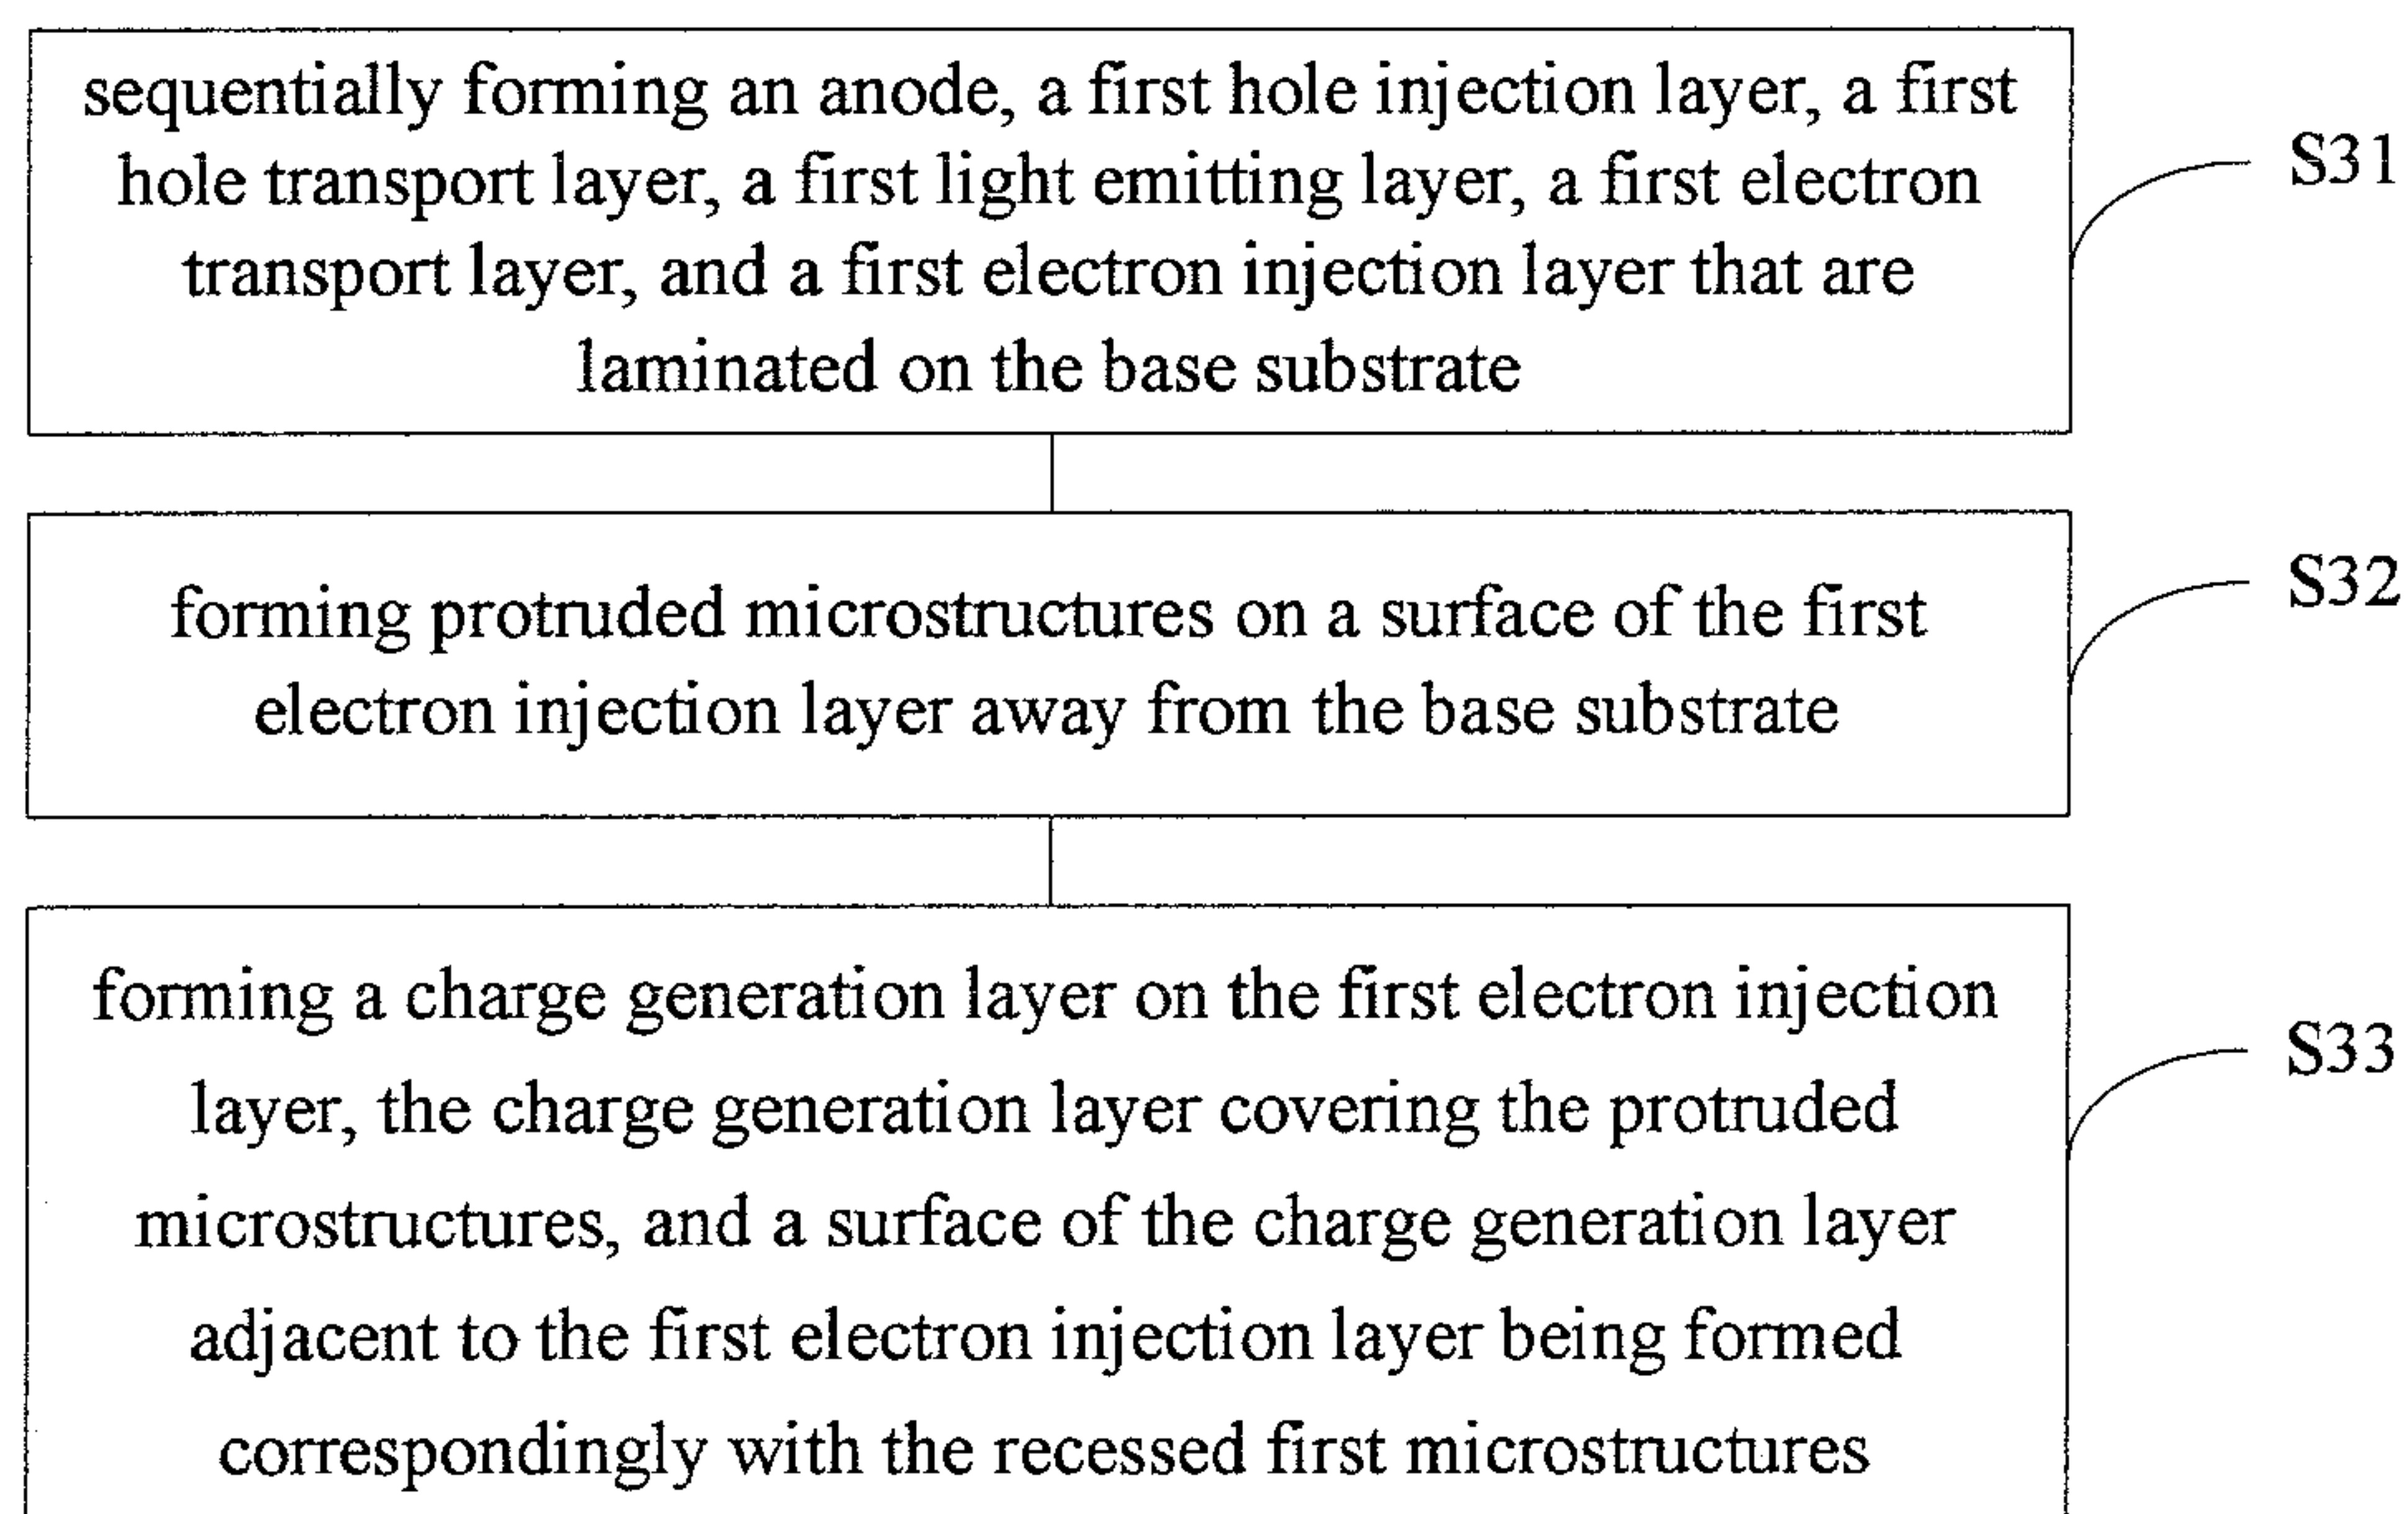 sequentially forming an anode, a first hole injection layer, a first
hole transport layer, a first light emitting layer, a first electron
transport layer, and a first electron injection layer that are
laminated on the base substrate
S31
forming protruded microstructures on a surface of the first
electron injection layer away from the base substrate
S32
forming a charge generation layer on the first electron injection
layer, the charge generation layer covering the protruded
microstructures, and a surface of the charge generation layer
adjacent to the first electron injection layer being formed
correspondingly with the recessed first microstructures
S33